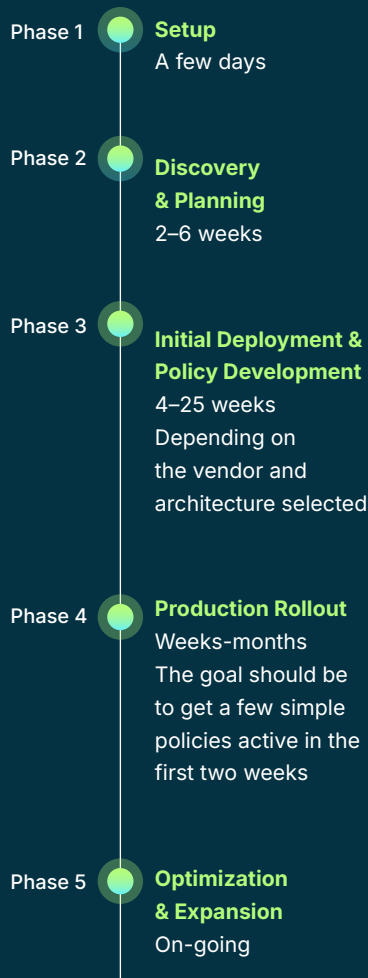 Phase 1
Setup
A few days
Phase 2
Discovery
& Planning
2–6 weeks
Phase 3
Initial Deployment &
Policy Development
4–25 weeks
Depending on
the vendor and
architecture selected
Phase 4
Production Rollout
Weeks-months
The goal should be
to get a few simple
policies active in the
first two weeks
Phase 5
Optimization
& Expansion
On-going